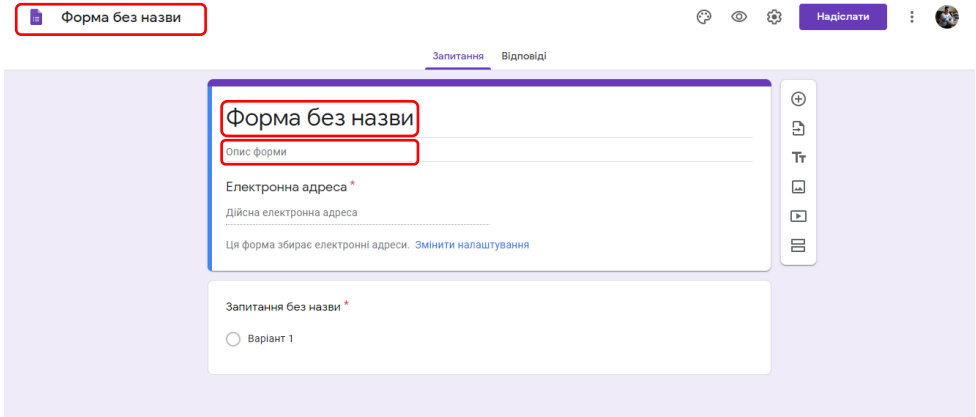 Форма без назви
Надіслати
Запитання Відповіді
Форма без назви
Опис форми
Електронна адреса *
Дійсна електронна адреса
Ця форма збирає електронні адреси. Змінити налаштування
Запитання без назви *
Варіант 1